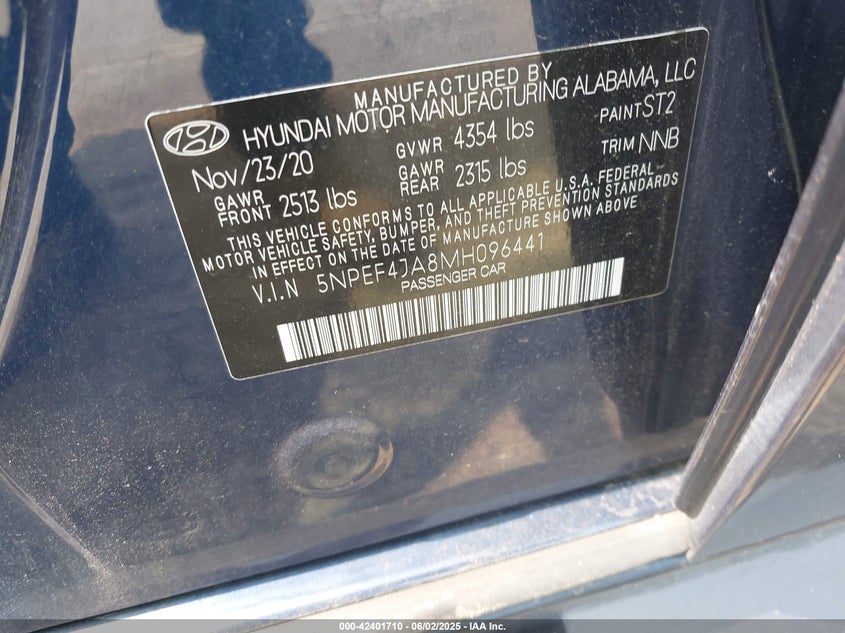 MANUFACTURED BY
HYUNDAI MOTOR MANUFACTURING ALABAMA, LLC
Nov/23/20 GVWR 4354 lbs PAINT ST2
GAWR FRONT 2513 lbs GAWR REAR 2315 lbs TRIM NNB
THIS VEHICLE CONFORMS TO ALL APPLICABLE U.S.A. FEDERAL
MOTOR VEHICLE SAFETY, BUMPER, AND THEFT PREVENTION STANDARDS
IN EFFECT ON THE DATE OF MANUFACTURE SHOWN ABOVE
V.I.N 5NPEF4JA8MH096441
PASSENGER CAR
000-42401710 - 06/02/2025 - IAA Inc.